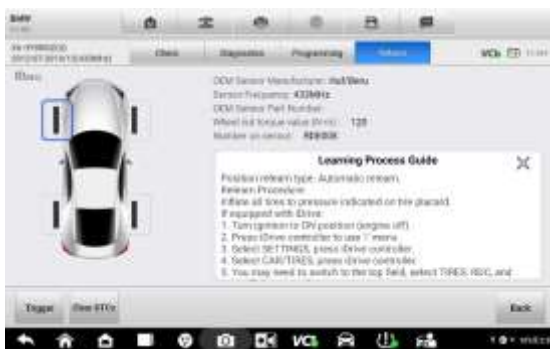 BMW
Check
Diagnostics
Programming
Relearn
VCI
OEM Sensor Manufacturer: Huf/Beru
Sensor Frequency: 433MHz
OEM Sensor Part Number:
Wheel nut torque value (N·m): 120
Number on sensor:
Learning Process Guide
Position relearn type: Automatic relearn.
Relearn Procedure
Inflate all tires to pressure indicated on tire placard.
If equipped with iDrive:
1. Turn ignition to ON position (engine off)
2. Press iDrive controller to use menu
3. Select SETTINGS, press iDrive controller.
4. Select CAR/TIRES, press iDrive controller.
5. You may need to switch to the top field, select TIRES, RDC, and
Trigger
Clear DTCs
Back
VCI